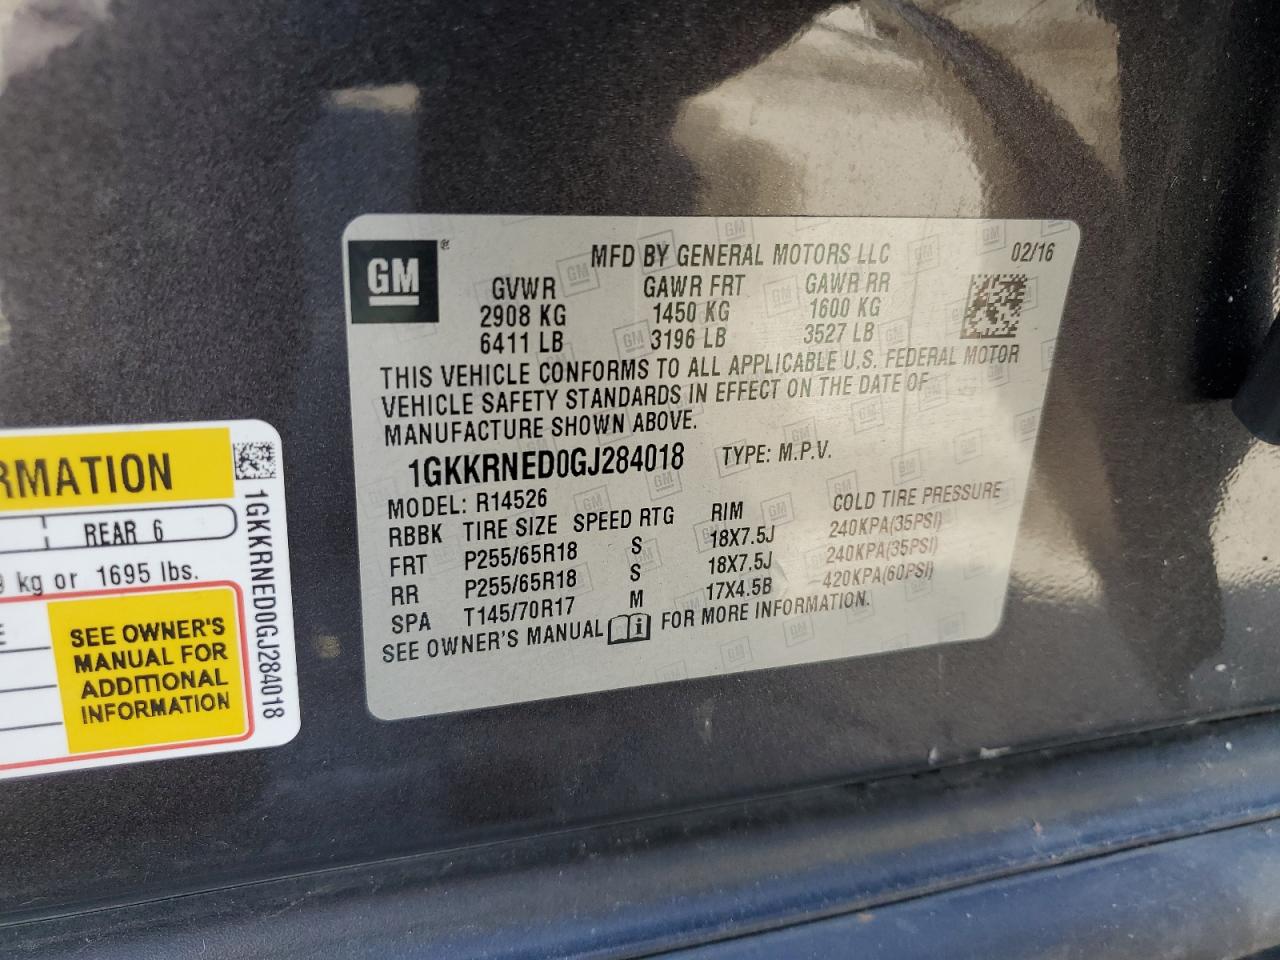 GM®
MFD BY GENERAL MOTORS LLC 02/16
GVWR GAWR FRT GAWR RR
2908 KG 1450 KG 1600 KG
6411 LB 3196 LB 3527 LB
THIS VEHICLE CONFORMS TO ALL APPLICABLE U.S. FEDERAL MOTOR
VEHICLE SAFETY STANDARDS IN EFFECT ON THE DATE OF
MANUFACTURE SHOWN ABOVE.
1GKKRNED0GJ284018 TYPE: M.P.V.
MODEL: R14526
RBBK TIRE SIZE SPEED RTG RIM COLD TIRE PRESSURE
FRT P255/65R18 S 18X7.5J 240KPA(35PSI)
RR P255/65R18 S 18X7.5J 240KPA(35PSI)
SPA T145/70R17 M 17X4.5B 420KPA(60PSI)
SEE OWNER'S MANUAL i FOR MORE INFORMATION.
RMATION
REAR 6
kg or 1695 lbs.
SEE OWNER'S
MANUAL FOR
ADDITIONAL
INFORMATION
1GKKRNED0GJ284018